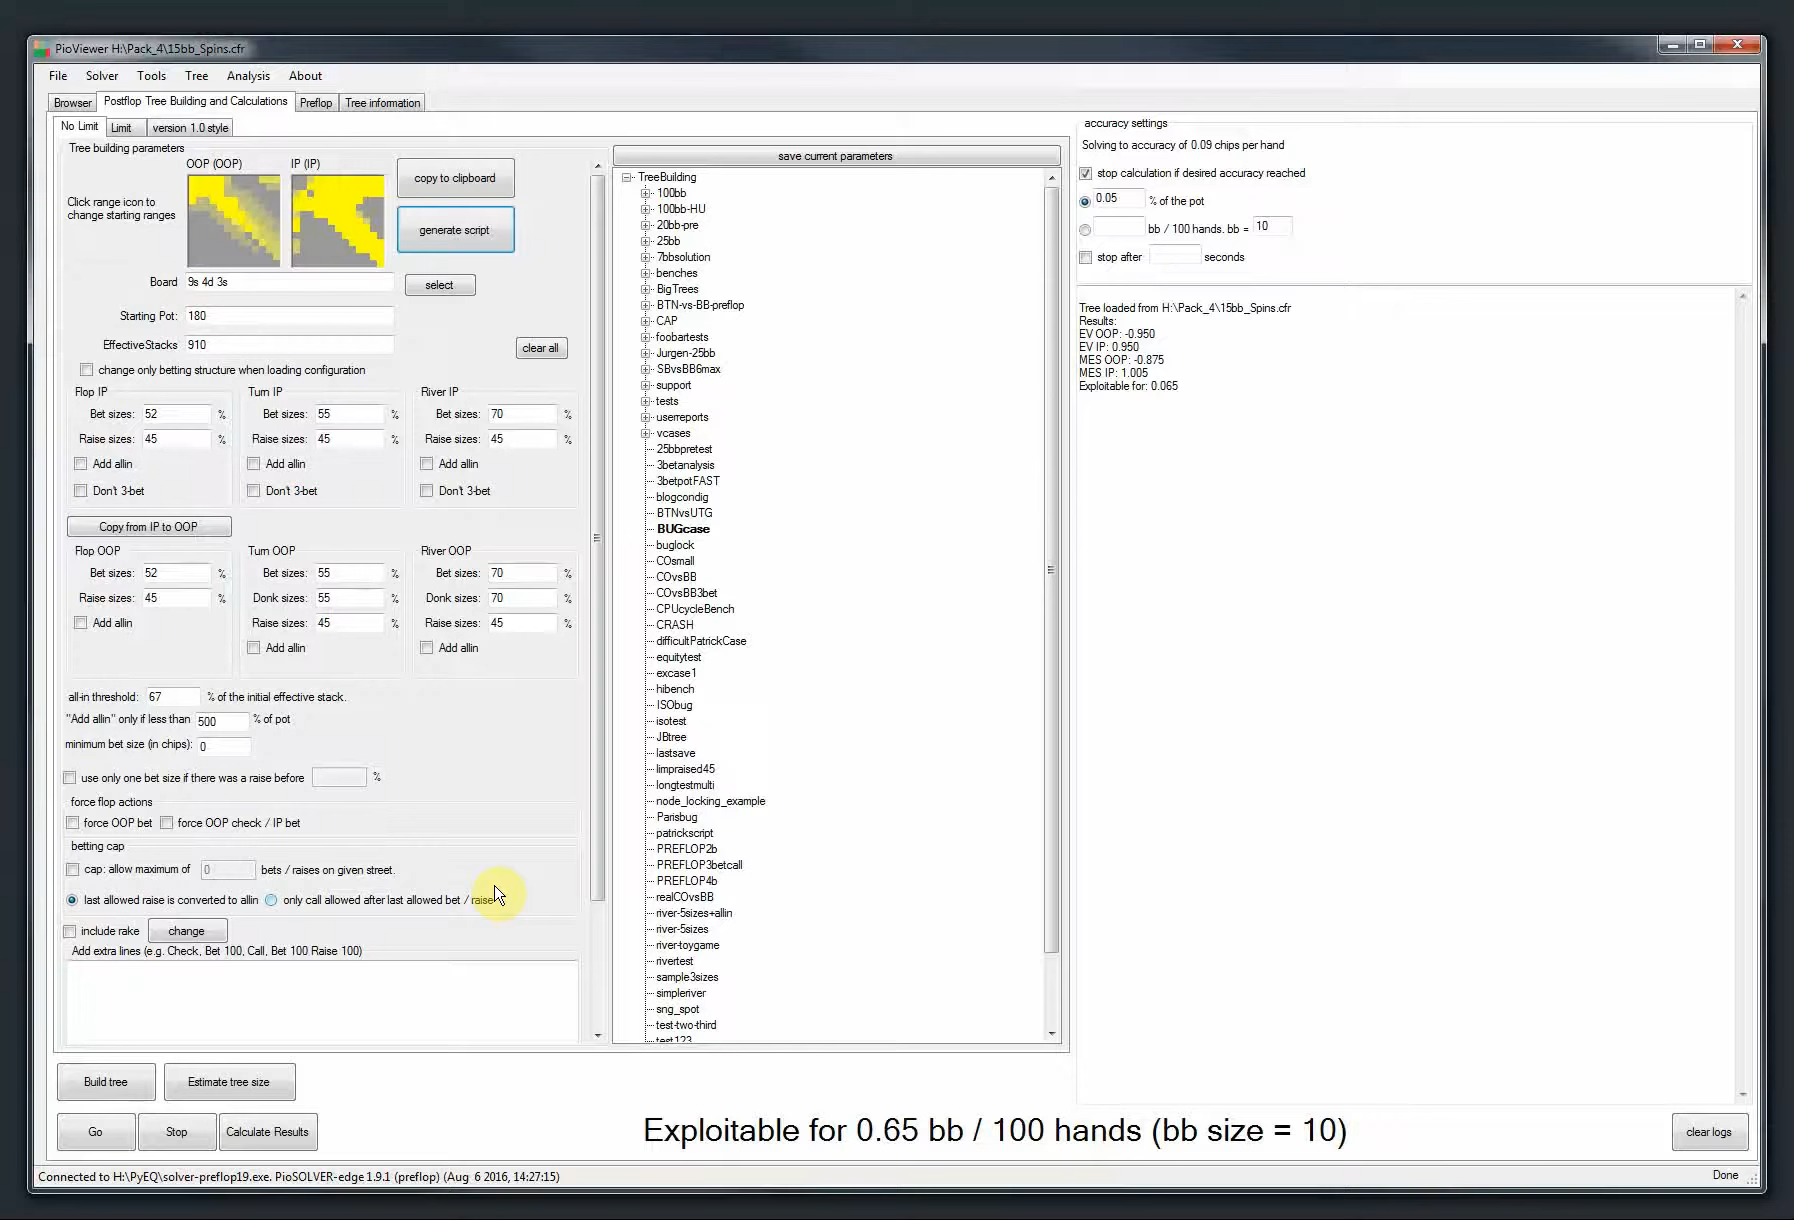 PioViewer H:\Pack_4\15bb_Spins.cfr
File Solver Tools Tree Analysis About
Browser Postflop Tree Building and Calculations Preflop Tree information
No Limit Limit version 1.0 style
Tree building parameters
OOP (OOP) IP (IP)
Click range icon to
change starting ranges
copy to clipboard
generate script
Board 9s 4d 3s select
Starting Pot: 180
EffectiveStacks 910
clear all
change only betting structure when loading configuration
Flop IP Turn IP River IP
Bet sizes: 52 % Bet sizes: 55 % Bet sizes: 70 %
Raise sizes: 45 % Raise sizes: 45 % Raise sizes: 45 %
Add allin Add allin Add allin
Don't 3-bet Don't 3-bet Don't 3-bet
Copy from IP to OOP
Flop OOP Turn OOP River OOP
Bet sizes: 52 % Bet sizes: 55 % Bet sizes: 70 %
Raise sizes: 45 % Donk sizes: 55 % Donk sizes: 70 %
Add allin Raise sizes: 45 % Raise sizes: 45 %
Add allin Add allin
all-in threshold: 67 % of the initial effective stack.
"Add allin" only if less than 500 % of pot
minimum bet size (in chips): 0
use only one bet size if there was a raise before %
force flop actions
force OOP bet force OOP check / IP bet
betting cap
cap: allow maximum of 0 bets / raises on given street.
last allowed raise is converted to allin only call allowed after last allowed bet / raise
include rake change
Add extra lines (e.g. Check, Bet 100, Call, Bet 100 Raise 100)
Build tree Estimate tree size
Go Stop Calculate Results
save current parameters
TreeBuilding
100bb
100bb-HU
20bb-pre
25bb
7bbsolution
benches
BigTrees
BTN-vs-BB-preflop
CAP
foobartests
Jurgen-25bb
SBvsBB6max
support
tests
userreports
vcases
25bbpretest
3betanalysis
3betpotFAST
blogcondig
BTNvsUTG
BUGcase
buglock
COsmall
COvsBB
COvsBB3bet
CPUcycleBench
CRASH
difficultPatrickCase
equitytest
excase1
hibench
ISObug
isotest
JBtree
lastsave
limpraised45
longtestmulti
node_locking_example
Parisbug
patrickscript
PREFLOP2b
PREFLOP3betcall
PREFLOP4b
realCOvsBB
river-5sizes+allin
river-5sizes
river-toygame
rivertest
sample3sizes
simpleriver
sng_spot
test-two-third
test123
accuracy settings
Solving to accuracy of 0.09 chips per hand
stop calculation if desired accuracy reached
0.05 % of the pot
bb / 100 hands. bb = 10
stop after seconds
Tree loaded from H:\Pack_4\15bb_Spins.cfr
Results:
EV OOP: -0.950
EV IP: 0.950
MES OOP: -0.875
MES IP: 1.005
Exploitable for: 0.065
Exploitable for 0.65 bb / 100 hands (bb size = 10)
clear logs
Connected to H:\PyEQ\solver-preflop19.exe. PioSOLVER-edge 1.9.1 (preflop) (Aug 6 2016, 14:27:15) Done